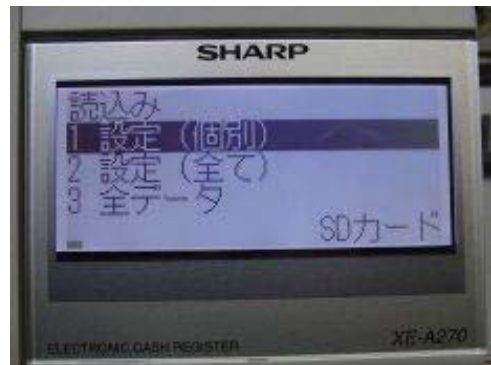 SHARP
読込み
1 設定(個別)
2 設定(全て)
3 全データ
SDカード
ELECTRONIC CASH REGISTER
XE-A270